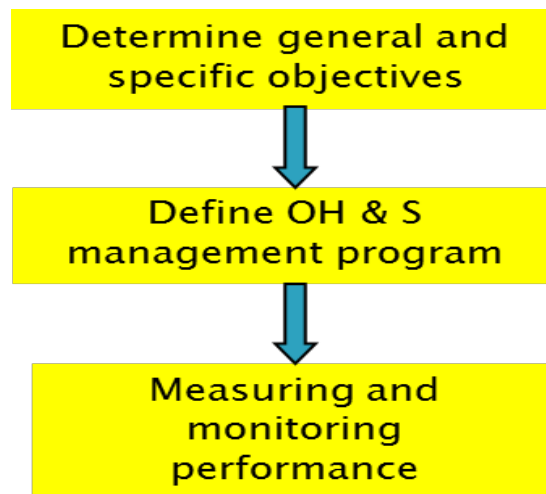 Determine general and
specific objectives
Define OH & S
management program
Measuring and
monitoring
performance